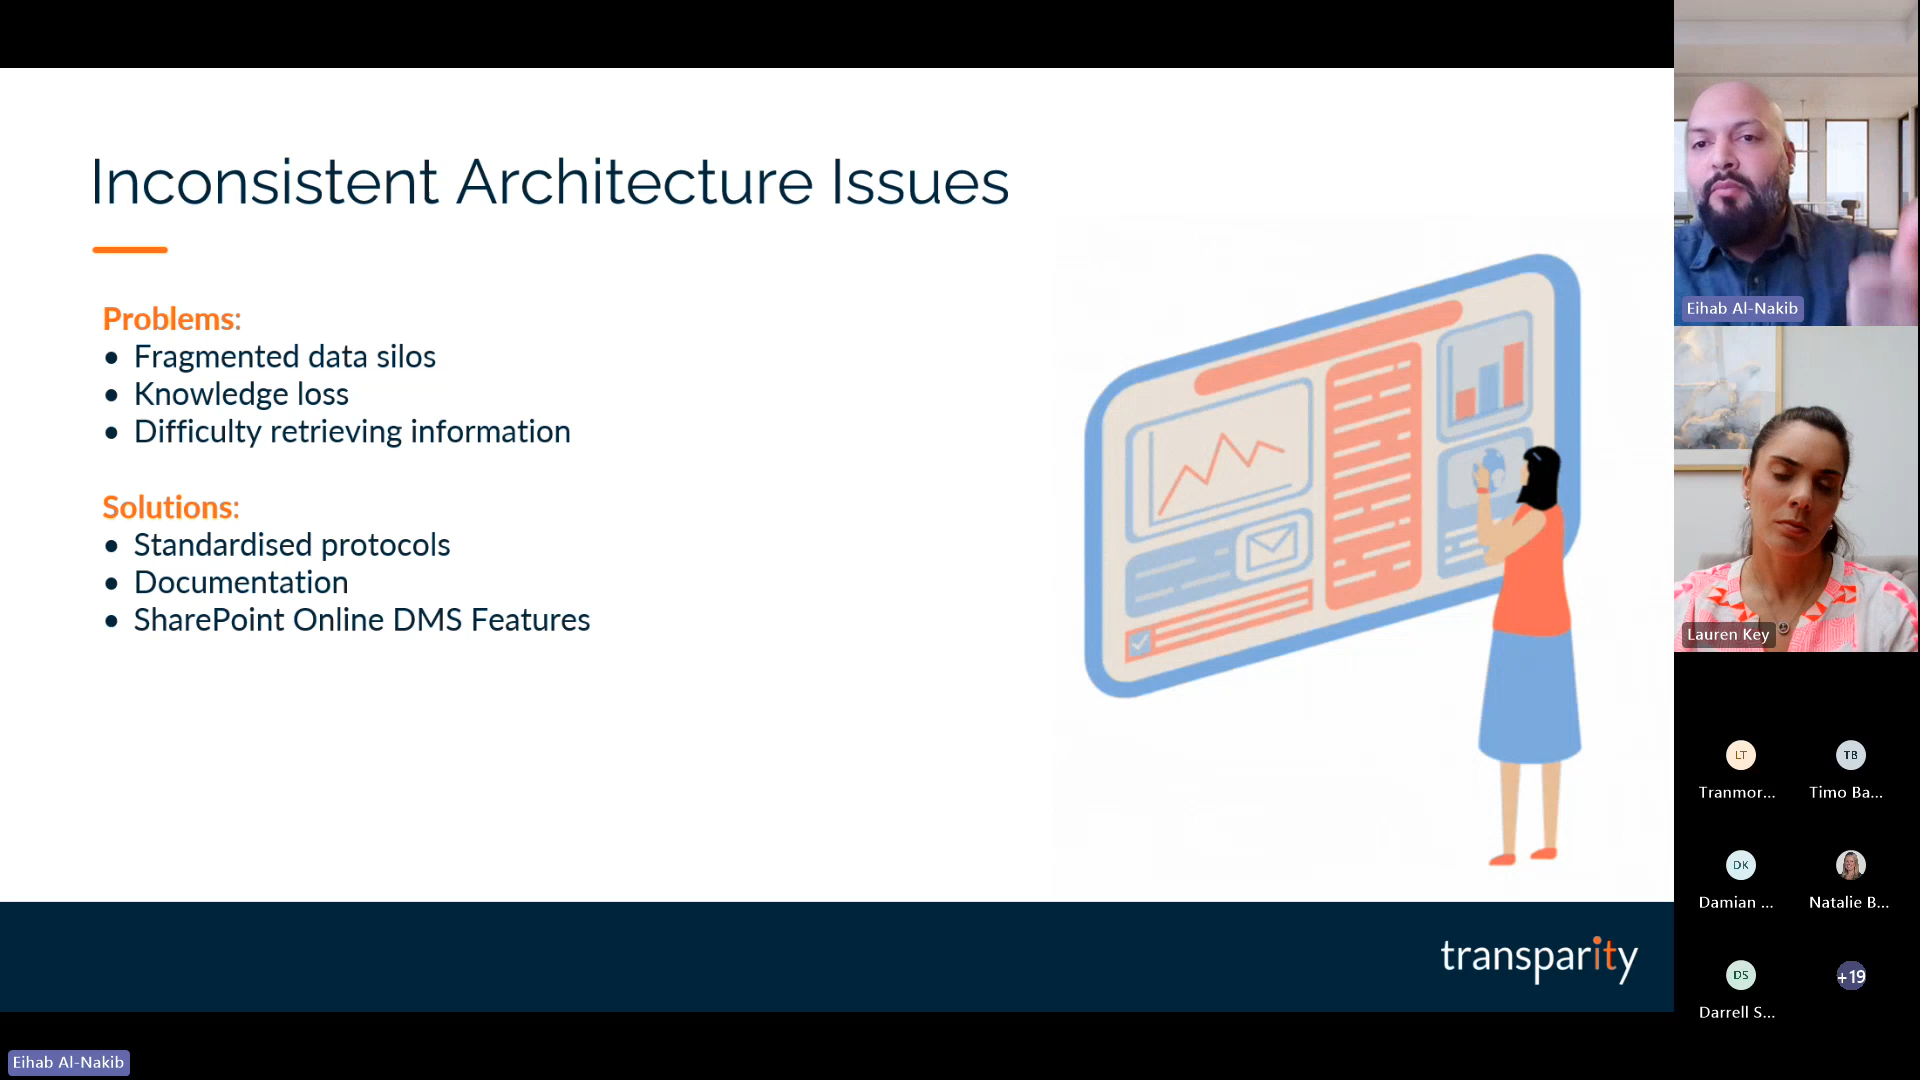 Inconsistent Architecture Issues
Problems:
• Fragmented data silos
• Knowledge loss
• Difficulty retrieving information
Solutions:
• Standardised protocols
• Documentation
• SharePoint Online DMS Features
transparity
Eihab Al-Nakib
Eihab Al-Nakib
Lauren Key
LT
TB
Tranmor...
Timo Ba...
DK
Damian ...
Natalie B...
DS
+19
Darrell S...